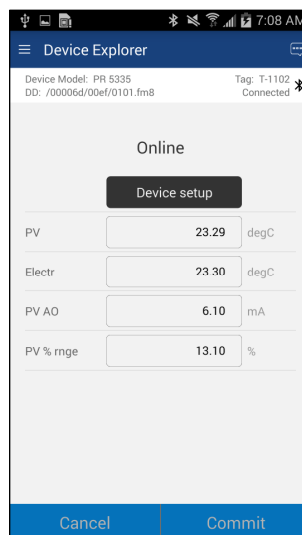 7:08 AM
Device Explorer
Device Model: PR 5335
Tag: T-1102
DD: /00006d/00ef/0101.fm8
Connected
Online
Device setup
PV 23.29 degC
Electr 23.30 degC
PV AO 6.10 mA
PV % rnge 13.10 %
Cancel Commit